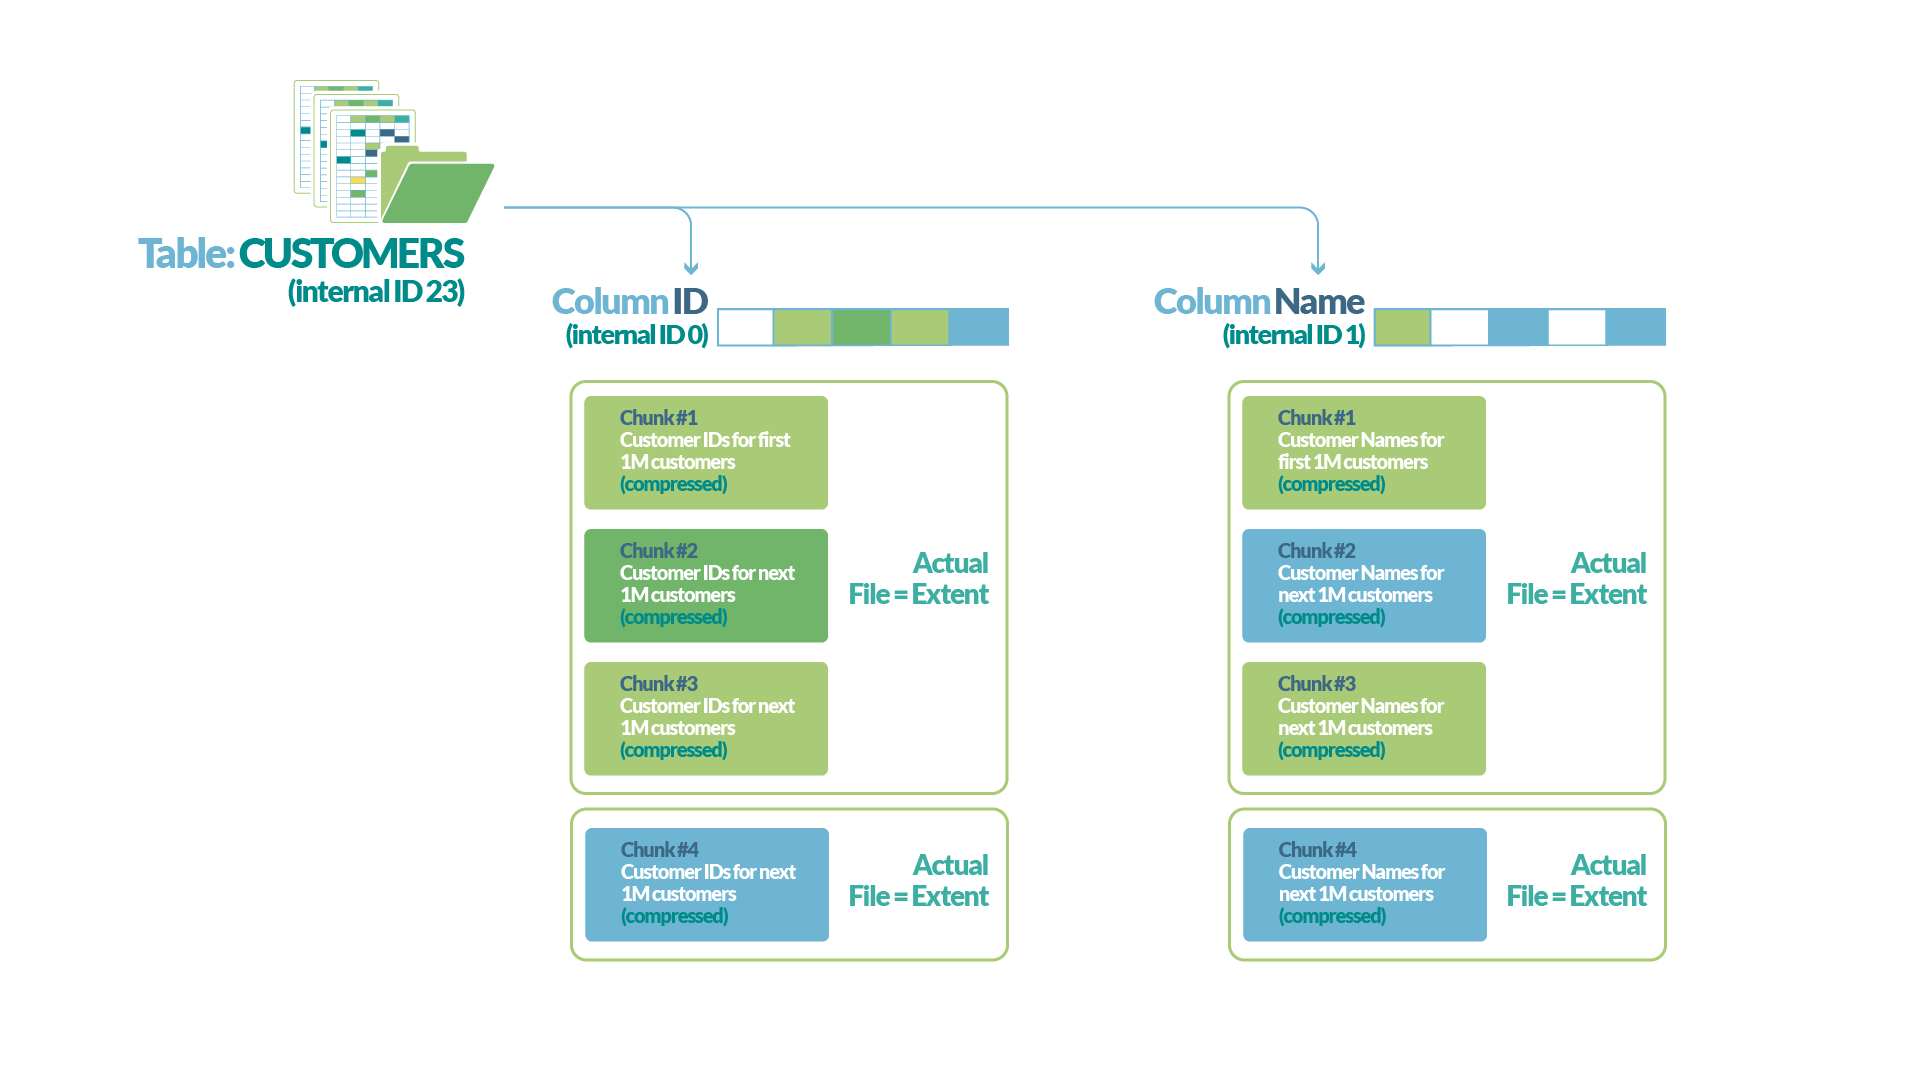 Table: CUSTOMERS
(internal ID 23)
Column ID
(internal ID 0)
Chunk #1
Customer IDs for first
1M customers
(compressed)
Chunk #2
Customer IDs for next
1M customers
(compressed)
Chunk #3
Customer IDs for next
1M customers
(compressed)
Actual
File = Extent
Chunk #4
Customer IDs for next
1M customers
(compressed)
Actual
File = Extent
Column Name
(internal ID 1)
Chunk #1
Customer Names for
first 1M customers
(compressed)
Chunk #2
Customer Names for
next 1M customers
(compressed)
Chunk #3
Customer Names for
next 1M customers
(compressed)
Actual
File = Extent
Chunk #4
Customer Names for
next 1M customers
(compressed)
Actual
File = Extent